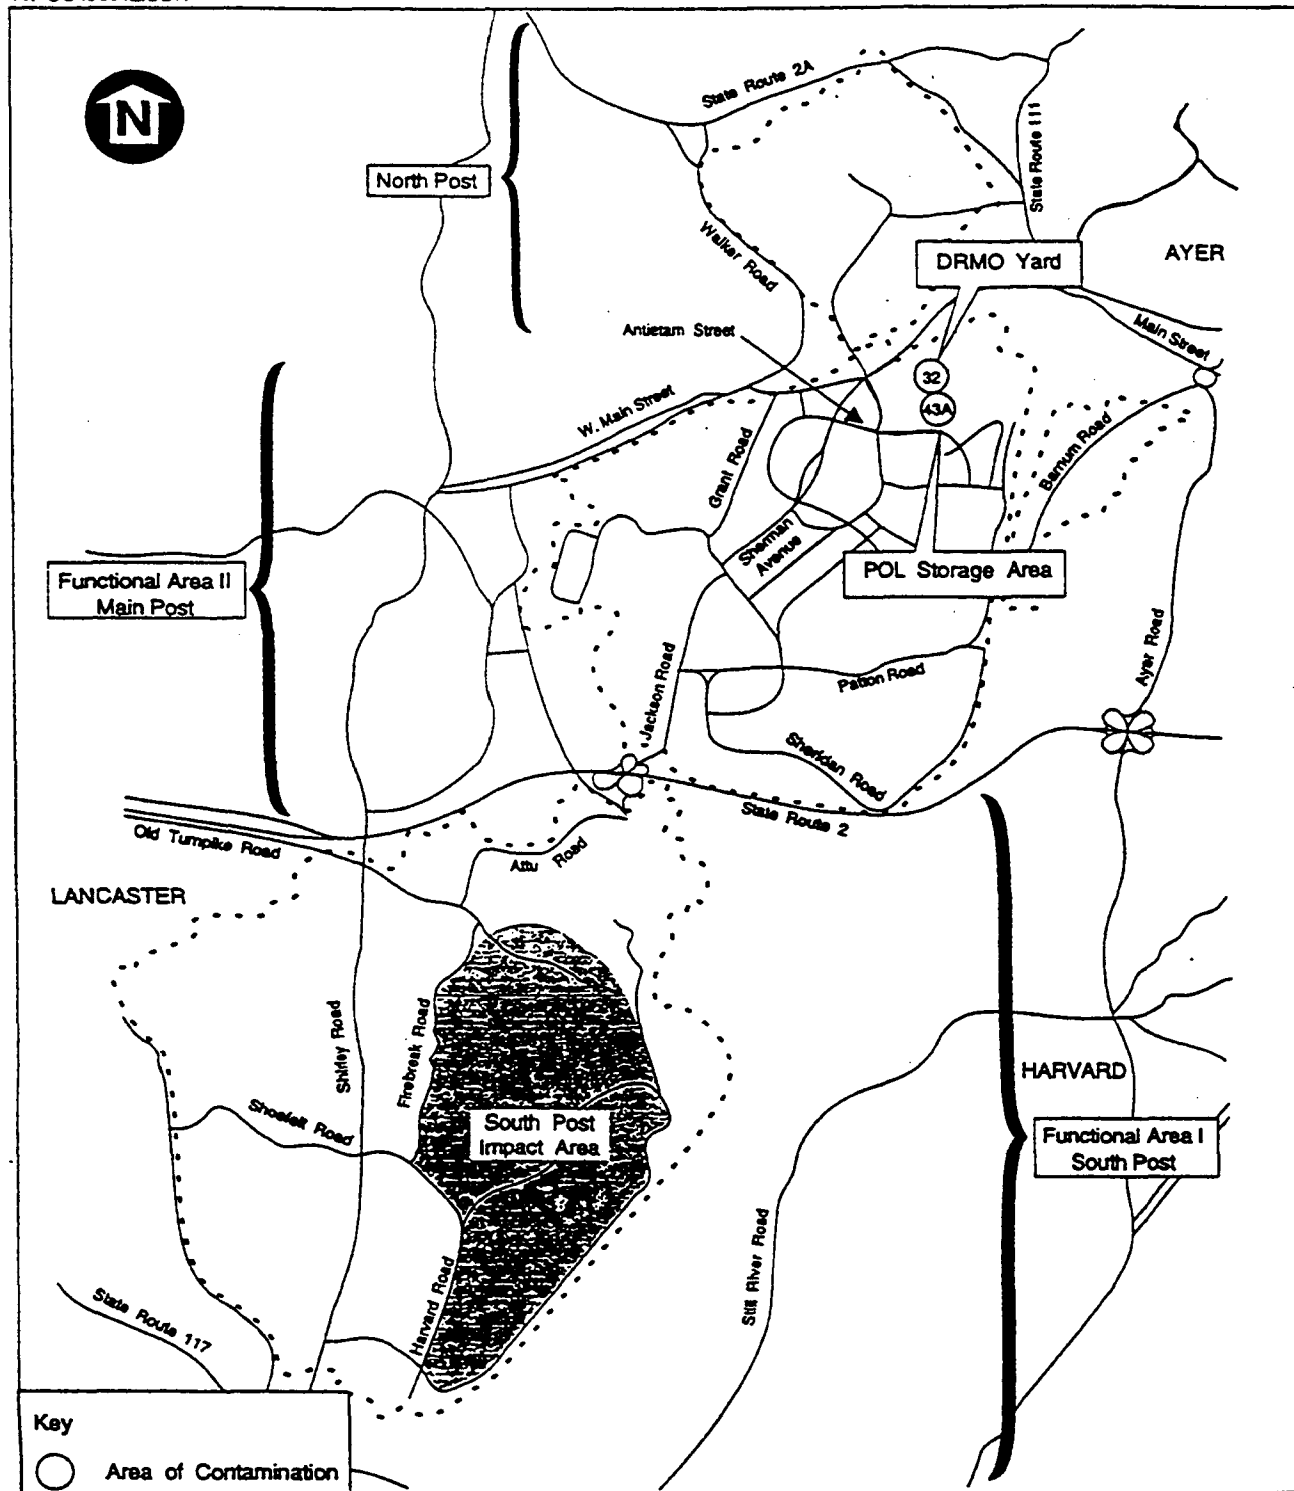 N
State Route 2A
State Route 111
North Post
Walker Road
DRMO Yard
AYER
Antietam Street
Main Street
32
43A
W. Main Street
Grant Road
Barnum Road
Sherman
Avenue
POL Storage Area
Functional Area II
Main Post
Jackson Road
Patton Road
Ayer Road
Sheridan Road
State Route 2
Old Turnpike Road
Attu Road
LANCASTER
Shirley Road
Firebreak Road
HARVARD
Shoefelt Road
South Post
Impact Area
Functional Area I
South Post
Still River Road
Harvard Road
State Route 117
Key
Area of Contamination